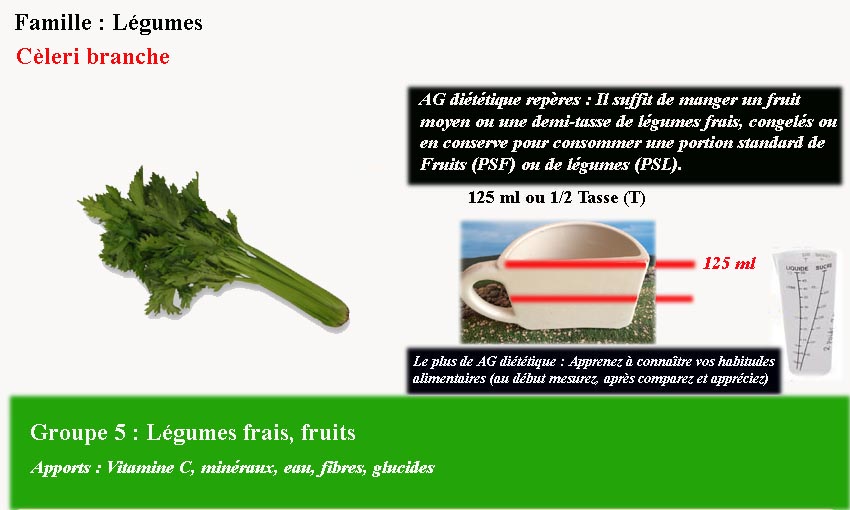 Famille : Légumes
Cèleri branche
AG diététique repères : Il suffit de manger un fruit
moyen ou une demi-tasse de légumes frais, congelés ou
en conserve pour consommer une portion standard de
Fruits (PSF) ou de légumes (PSL).
125 ml ou 1/2 Tasse (T)
125 ml
LIQUIDE SUCRE
Le plus de AG diététique : Apprenez à connaître vos habitudes
alimentaires (au début mesurez, après comparez et appréciez)
Groupe 5 : Légumes frais, fruits
Apports : Vitamine C, minéraux, eau, fibres, glucides